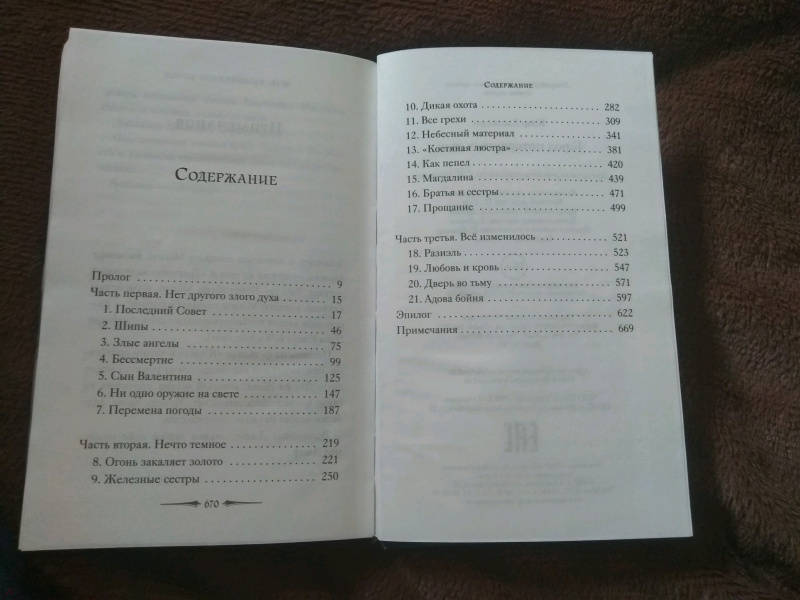 Содержание
Пролог 9
Часть первая. Нет другого злого духа 15
1. Последний Совет 17
2. Шипы 46
3. Злые ангелы 75
4. Бессмертие 99
5. Сын Валентина 125
6. Ни одно оружие на свете 147
7. Перемена погоды 187
Часть вторая. Нечто темное 219
8. Огонь закаляет золото 221
9. Железные сестры 250
670
Содержание
10. Дикая охота 282
11. Все грехи 309
12. Небесный материал 341
13. «Костяная люстра» 381
14. Как пепел 420
15. Магдалина 439
16. Братья и сестры 471
17. Прощание 499
Часть третья. Всё изменилось 521
18. Разиэль 523
19. Любовь и кровь 547
20. Дверь во тьму 571
21. Адова бойня 597
Эпилог 622
Примечания 669